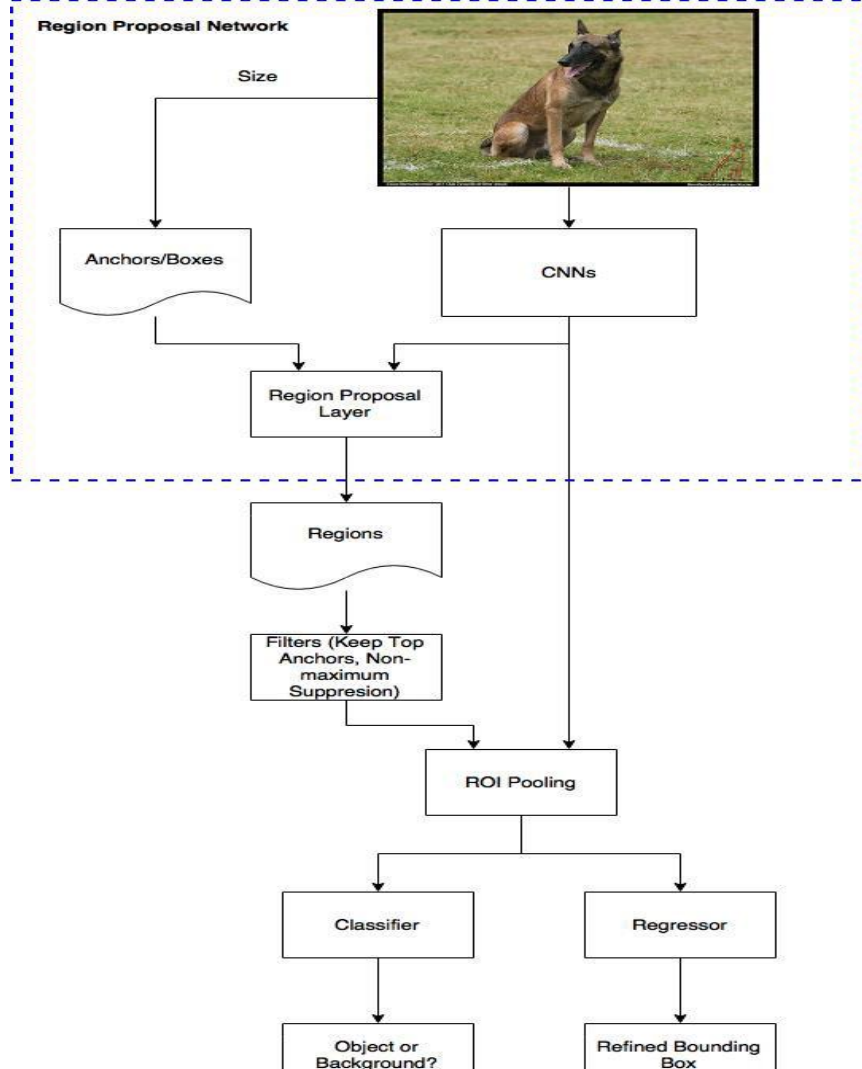 Region Proposal Network
Size
Anchors/Boxes
CNNs
Region Proposal
Layer
Regions
Filters (Keep Top
Anchors, Non-
maximum
Suppresion)
ROI Pooling
Classifier
Regressor
Object or
Background?
Refined Bounding
Box